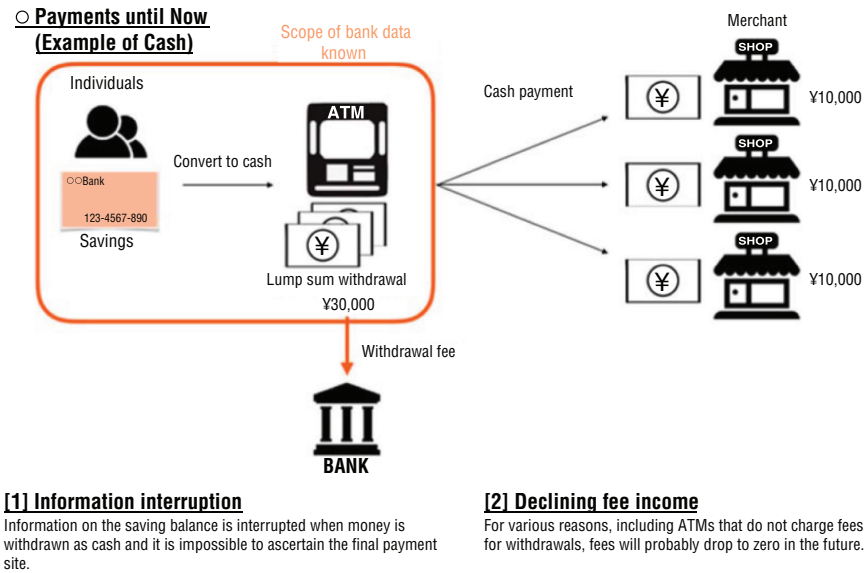 ○ Payments until Now
(Example of Cash)
Scope of bank data
known
Individuals
○○Bank
123-4567-890
Savings
Convert to cash
ATM
¥
Lump sum withdrawal
¥30,000
Withdrawal fee
BANK
Cash payment
Merchant
SHOP
¥
¥10,000
SHOP
¥
¥10,000
SHOP
¥
¥10,000
[1] Information interruption
Information on the saving balance is interrupted when money is
withdrawn as cash and it is impossible to ascertain the final payment
site.
[2] Declining fee income
For various reasons, including ATMs that do not charge fees
for withdrawals, fees will probably drop to zero in the future.